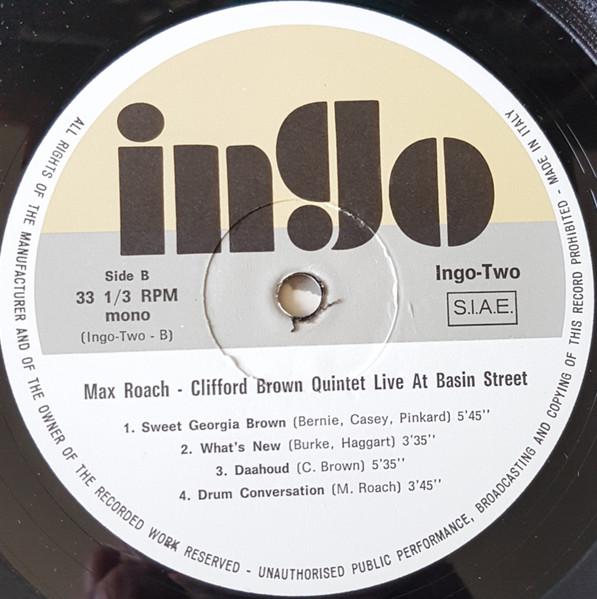 ingo
Side B
33 1/3 RPM
mono
(Ingo-Two - B)
Ingo-Two
S.I.A.E.
Max Roach - Clifford Brown Quintet Live At Basin Street
1. Sweet Georgia Brown (Bernie, Casey, Pinkard) 5'45''
2. What's New (Burke, Haggart) 3'35''
3. Daahoud (C. Brown) 5'35''
4. Drum Conversation (M. Roach) 3'45''
ALL RIGHTS OF THE MANUFACTURER AND OF THE OWNER OF THE RECORDED WORK RESERVED - UNAUTHORISED PUBLIC PERFORMANCE, BROADCASTING AND COPYING OF THIS RECORD PROHIBITED - MADE IN ITALY